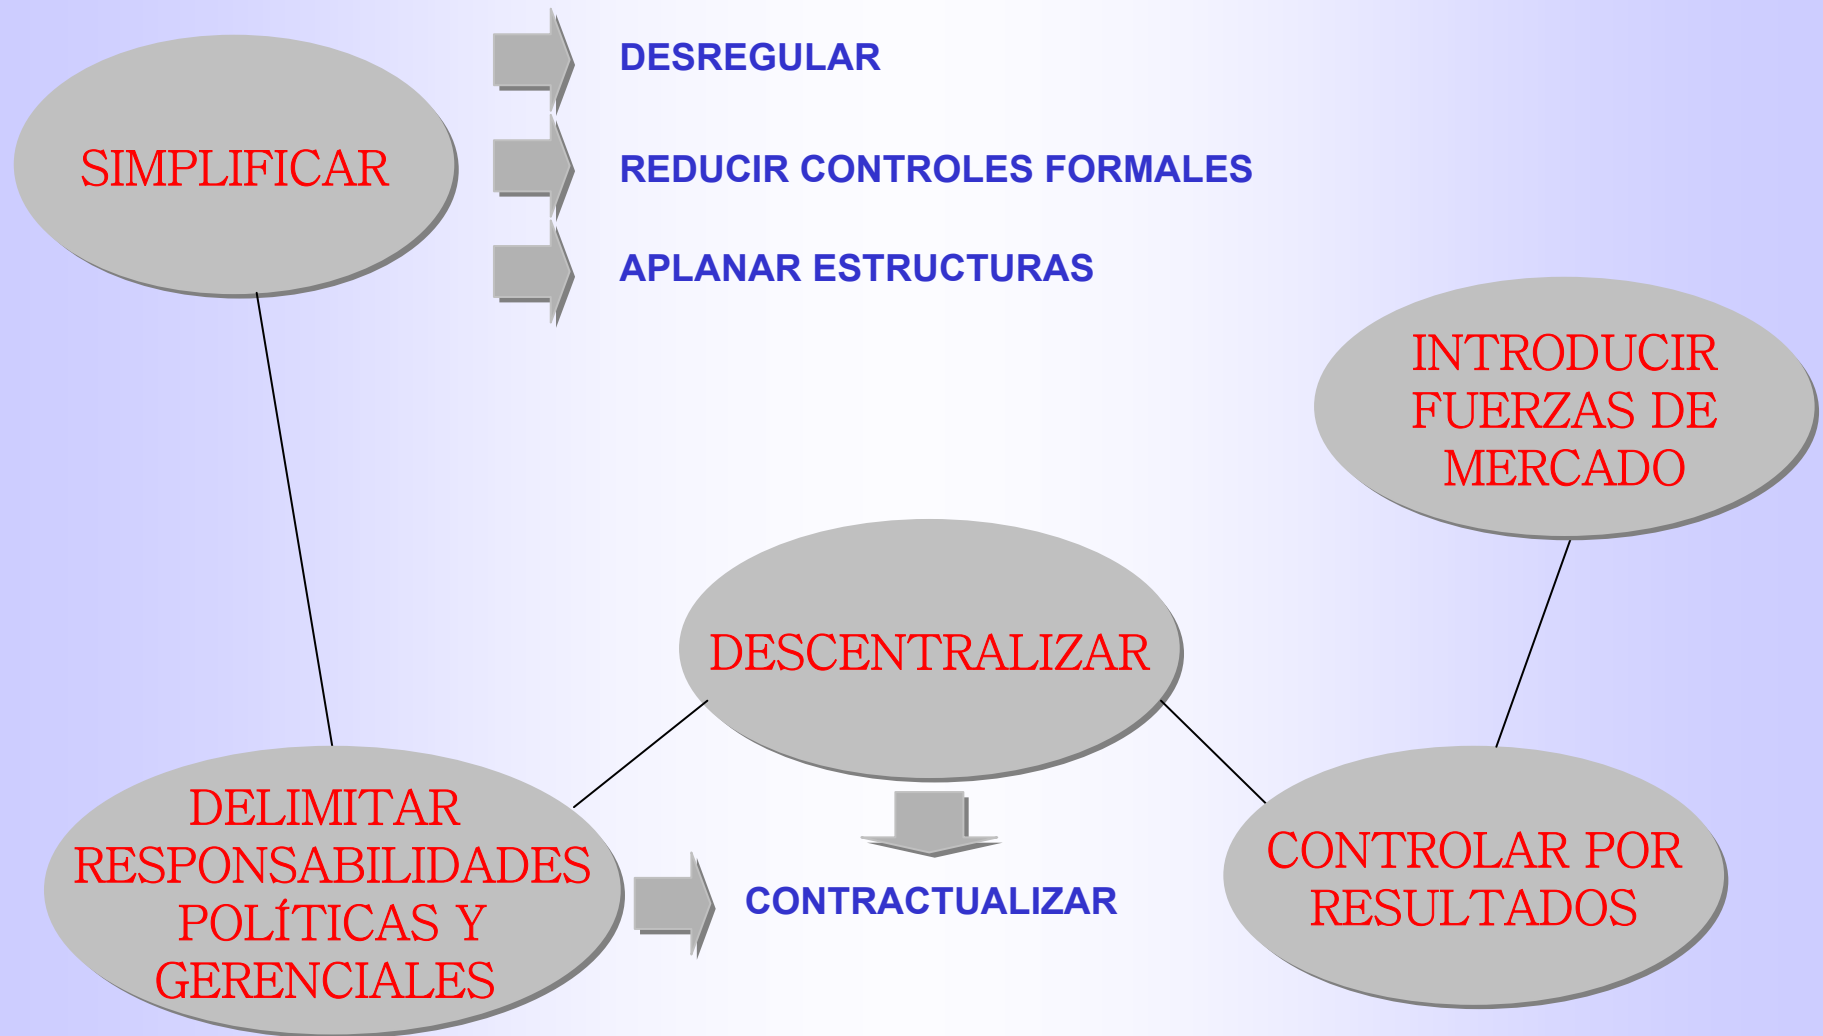 SIMPLIFICAR
DESREGULAR
REDUCIR CONTROLES FORMALES
APLANAR ESTRUCTURAS
INTRODUCIR
FUERZAS DE
MERCADO
DESCENTRALIZAR
DELIMITAR
RESPONSABILIDADES
POLÍTICAS Y
GERENCIALES
CONTRACTUALIZAR
CONTROLAR POR
RESULTADOS